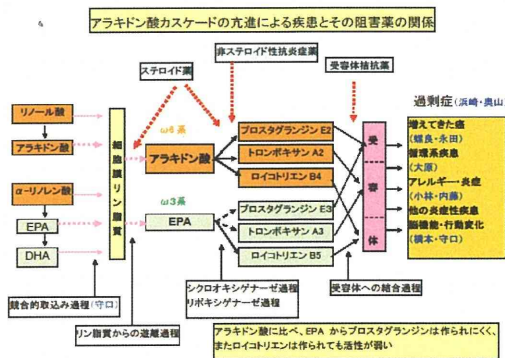 アラキドン酸カスケードの亢進による疾患とその阻害薬の関係
ステロイド薬
非ステロイド性抗炎症薬
受容体拮抗薬
過剰症(浜崎・奥山)
リノール酸
アラキドン酸
α-リノレン酸
EPA
DHA
細胞膜リン脂質
ω6系
アラキドン酸
ω3系
EPA
プロスタグランジン E2
トロンボキサン A2
ロイコトリエン B4
プロスタグランジン E3
トロンボキサン A3
ロイコトリエン B5
受容体
増えてきた癌
(蝶良・永田)
循環系疾患
(大原)
アレルギー・炎症
(小林・内藤)
他の炎症性疾患
脳機能・行動変化
(橋本・守口)
競合的取込み過程(守口)
リン脂質からの遊離過程
シクロオキシゲナーゼ過程
リポキシゲナーゼ過程
受容体への結合過程
アラキドン酸に比べ、EPA からプロスタグランジンは作られにくく、
またロイコトリエンは作られても活性が弱い